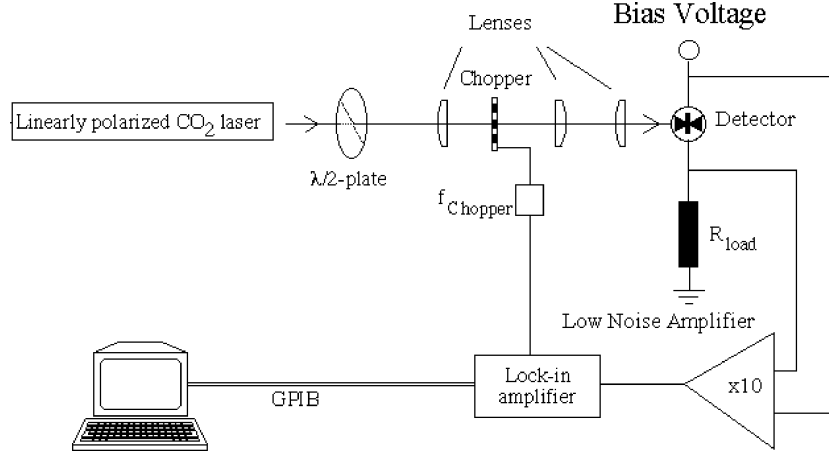 Bias Voltage
Lenses
Chopper
Linearly polarized CO2 laser
Detector
λ/2-plate
fChopper
Rload
Low Noise Amplifier
Lock-in
amplifier
x10
GPIB